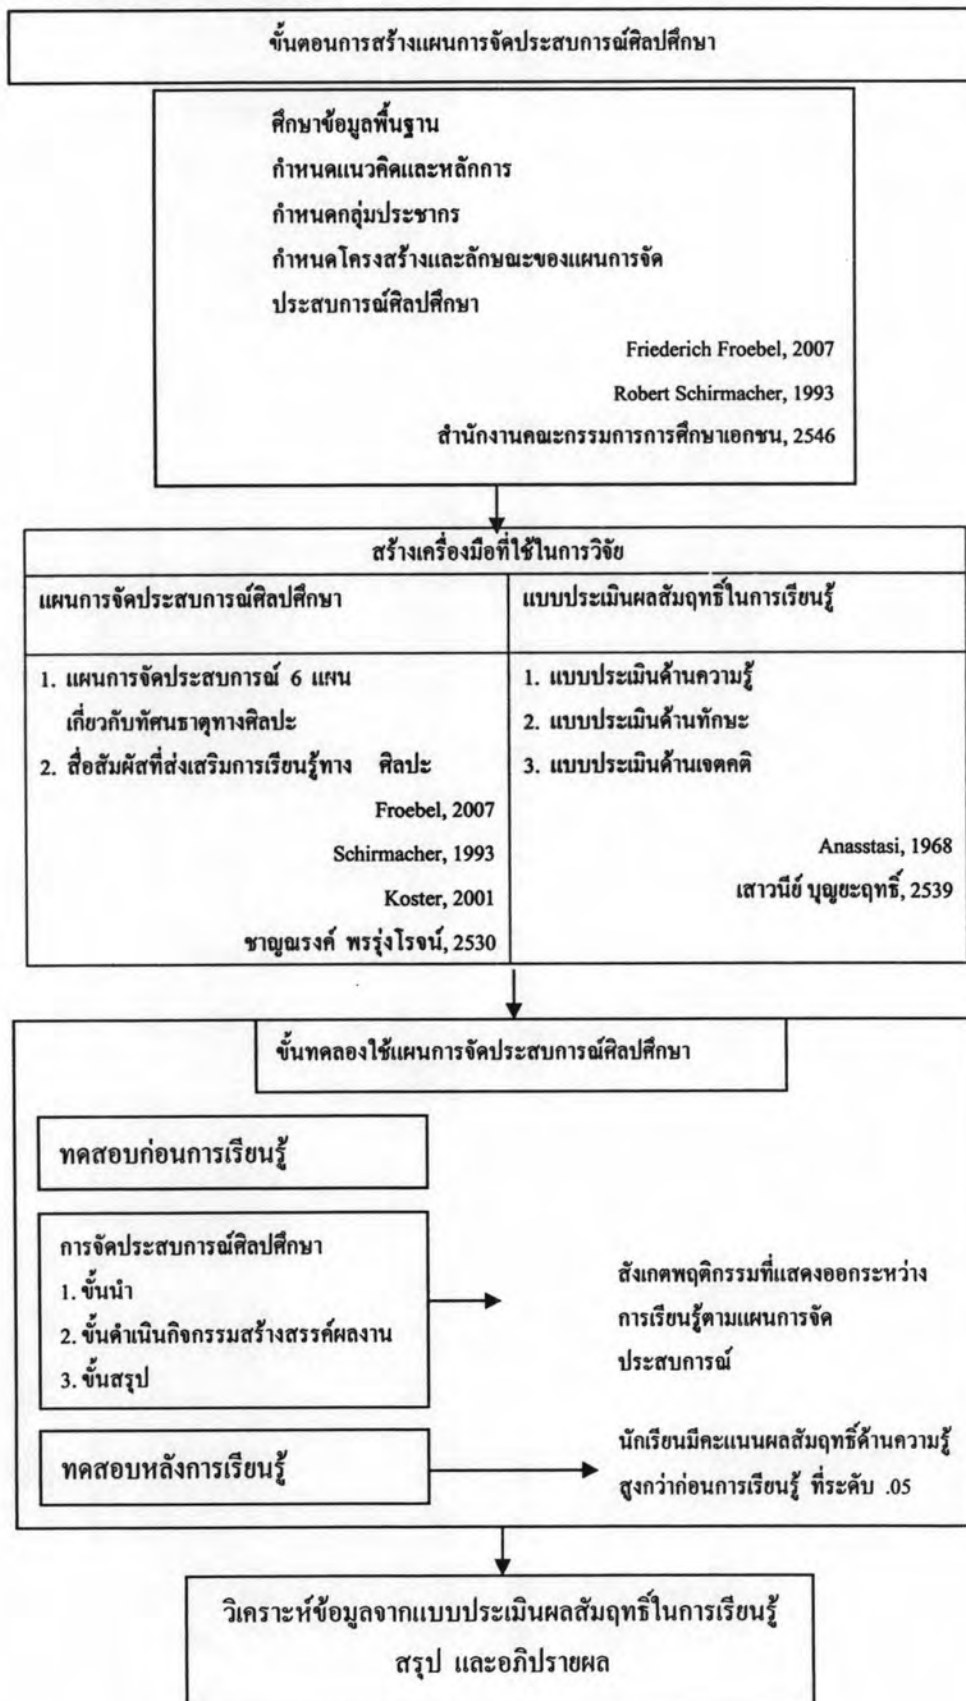 ขั้นตอนการสร้างแผนการจัดประสบการณ์ศิลปศึกษา
ศึกษาข้อมูลพื้นฐาน
กำหนดแนวคิดและหลักการ
กำหนดกลุ่มประชากร
กำหนดโครงสร้างและลักษณะของแผนการจัด
ประสบการณ์ศิลปศึกษา
Friederich Froebel, 2007
Robert Schirmacher, 1993
สำนักงานคณะกรรมการการศึกษาเอกชน, 2546
สร้างเครื่องมือที่ใช้ในการวิจัย
แผนการจัดประสบการณ์ศิลปศึกษา
1. แผนการจัดประสบการณ์ 6 แผน
เกี่ยวกับทัศนธาตุทางศิลปะ
2. สื่อสัมผัสที่ส่งเสริมการเรียนรู้ทาง ศิลปะ
Froebel, 2007
Schirmacher, 1993
Koster, 2001
ชาญณรงค์ พรรุ่งโรจน์, 2530
แบบประเมินผลสัมฤทธิ์ในการเรียนรู้
1. แบบประเมินด้านความรู้
2. แบบประเมินด้านทักษะ
3. แบบประเมินด้านเจตคติ
Anasstasi, 1968
เสาวนีย์ บุญยะฤทธิ์, 2539
ขั้นทดลองใช้แผนการจัดประสบการณ์ศิลปศึกษา
ทดสอบก่อนการเรียนรู้
การจัดประสบการณ์ศิลปศึกษา
1. ขั้นนำ
2. ขั้นดำเนินกิจกรรมสร้างสรรค์ผลงาน
3. ขั้นสรุป
สังเกตพฤติกรรมที่แสดงออกระหว่าง
การเรียนรู้ตามแผนการจัด
ประสบการณ์
ทดสอบหลังการเรียนรู้
นักเรียนมีคะแนนผลสัมฤทธิ์ด้านความรู้
สูงกว่าก่อนการเรียนรู้ ที่ระดับ .05
วิเคราะห์ข้อมูลจากแบบประเมินผลสัมฤทธิ์ในการเรียนรู้
สรุป และอภิปรายผล